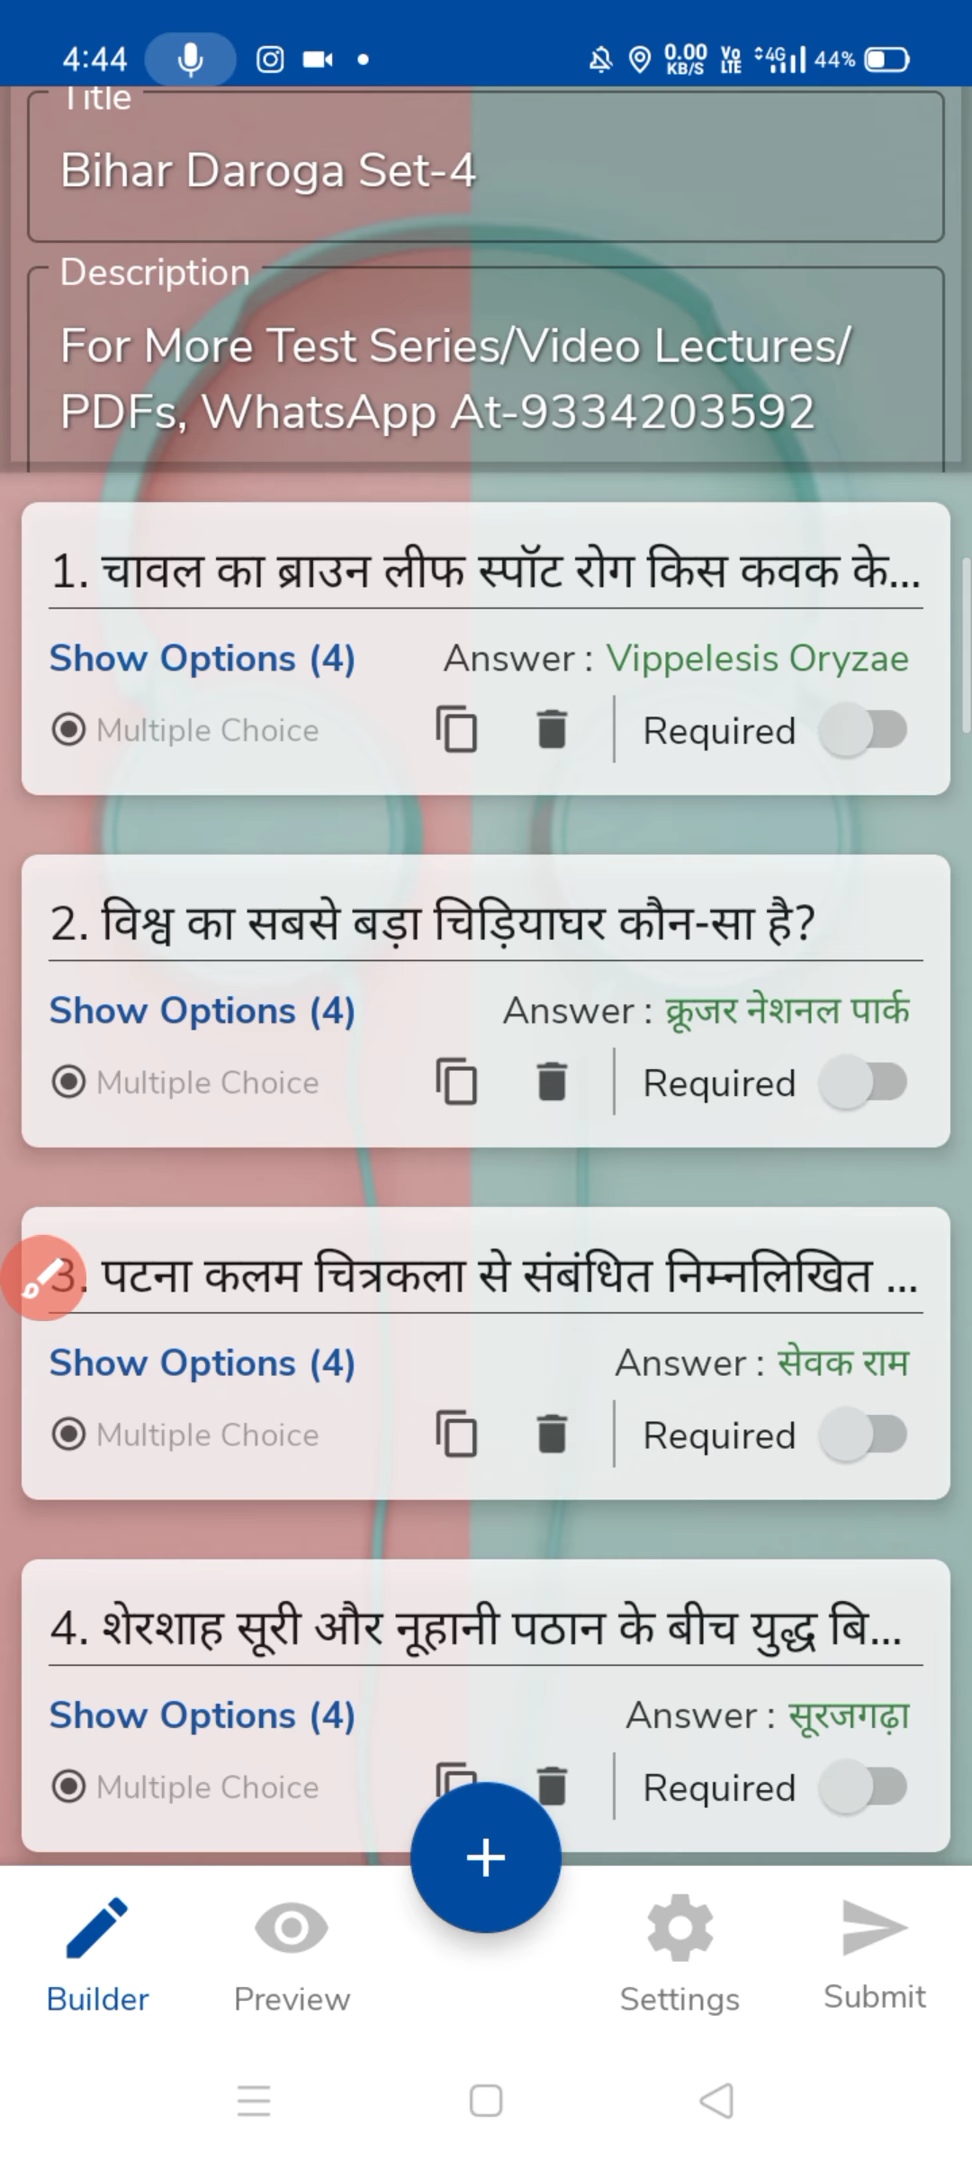 4:44
0.00 KB/S
Vo LTE
4G
44%
Title
Bihar Daroga Set-4
Description
For More Test Series/Video Lectures/
PDFs, WhatsApp At-9334203592
1. चावल का ब्राउन लीफ स्पॉट रोग किस कवक के...
Show Options (4) Answer : Vippelesis Oryzae
Multiple Choice Required
2. विश्व का सबसे बड़ा चिड़ियाघर कौन-सा है?
Show Options (4) Answer : क्रूजर नेशनल पार्क
Multiple Choice Required
3. पटना कलम चित्रकला से संबंधित निम्नलिखित ...
Show Options (4) Answer : सेवक राम
Multiple Choice Required
4. शेरशाह सूरी और नूहानी पठान के बीच युद्ध बि...
Show Options (4) Answer : सूरजगढ़ा
Multiple Choice Required
+
Builder Preview Settings Submit